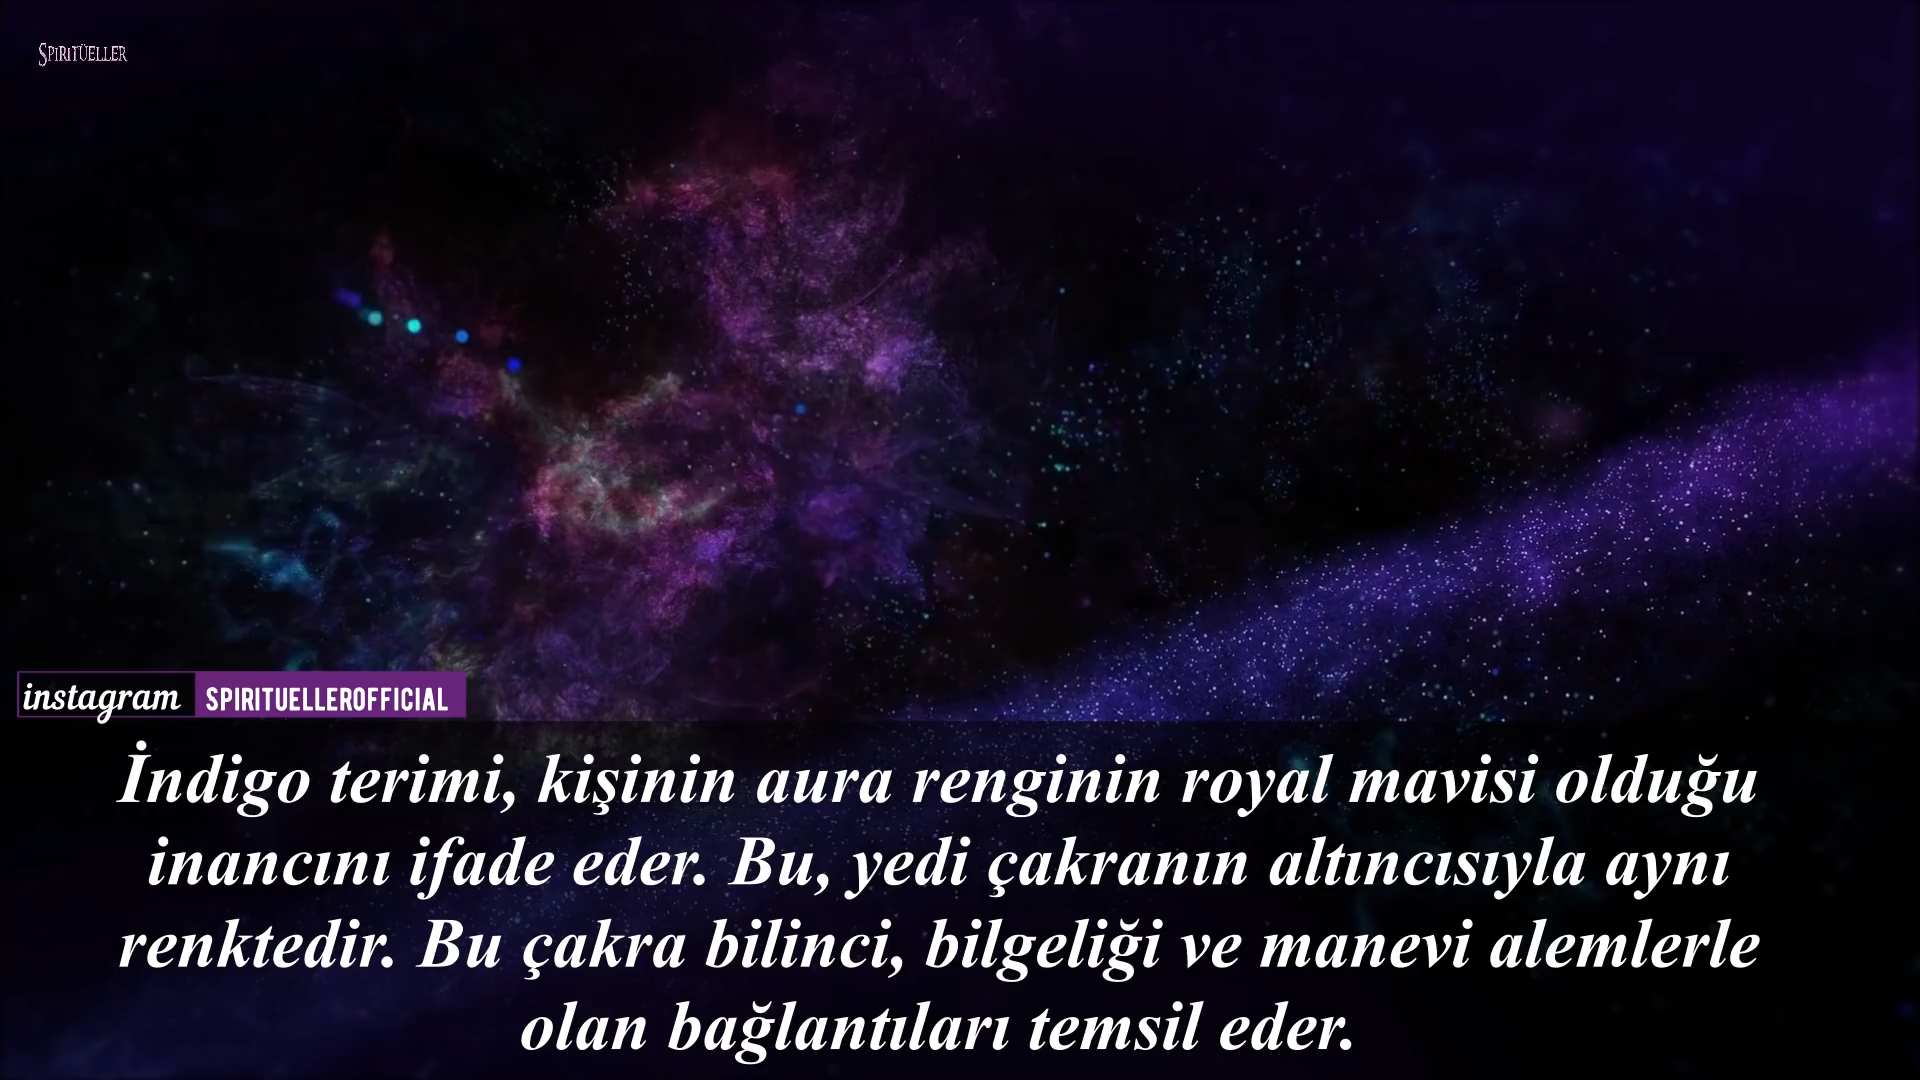 SPIRITÜELLER
instagram SPIRITUELLEROFFICIAL
İndigo terimi, kişinin aura renginin royal mavisi olduğu
inancını ifade eder. Bu, yedi çakranın altıncısıyla aynı
renktedir. Bu çakra bilinci, bilgeliği ve manevi alemlerle
olan bağlantıları temsil eder.